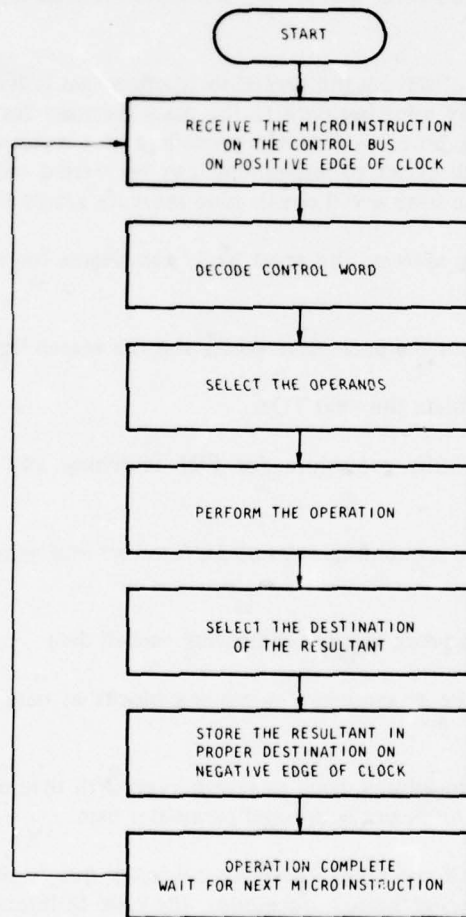 START
RECEIVE THE MICROINSTRUCTION
ON THE CONTROL BUS
ON POSITIVE EDGE OF CLOCK
DECODE CONTROL WORD
SELECT THE OPERANDS
PERFORM THE OPERATION
SELECT THE DESTINATION
OF THE RESULTANT
STORE THE RESULTANT IN
PROPER DESTINATION ON
NEGATIVE EDGE OF CLOCK
OPERATION COMPLETE
WAIT FOR NEXT MICROINSTRUCTION